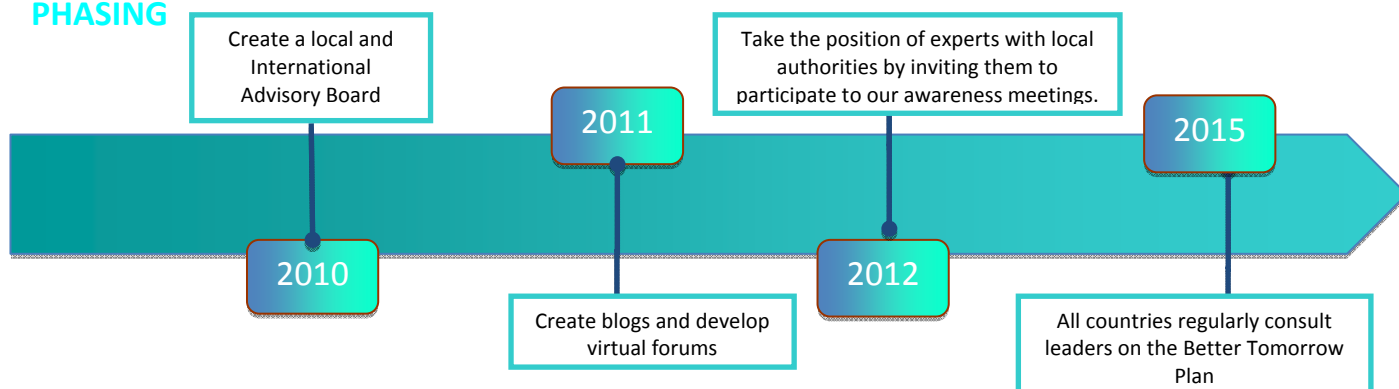 PHASING
Create a local and
International
Advisory Board
2010
2011
Create blogs and develop
virtual forums
Take the position of experts with local
authorities by inviting them to
participate to our awareness meetings.
2012
2015
All countries regularly consult
leaders on the Better Tomorrow
Plan